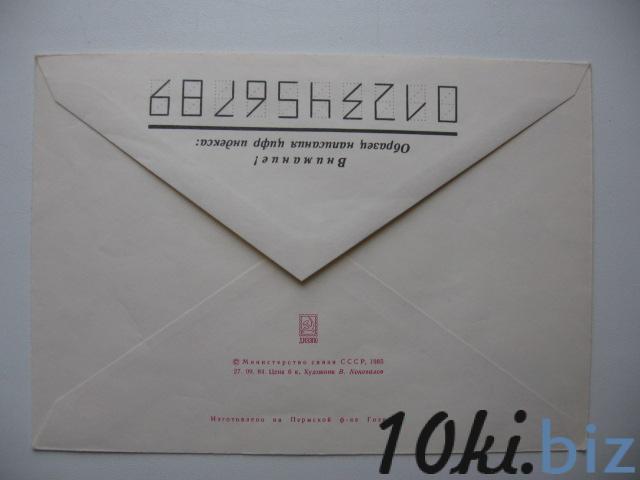 Внимание!
Образец написания цифр индекса:
0123456789
ДИЭЗПО
© Министерство связи СССР, 1985
27. 09. 84. Цена 6 к. Художник В. Коновалов
Изготовлено на Пермской ф-ке
10ki.biz